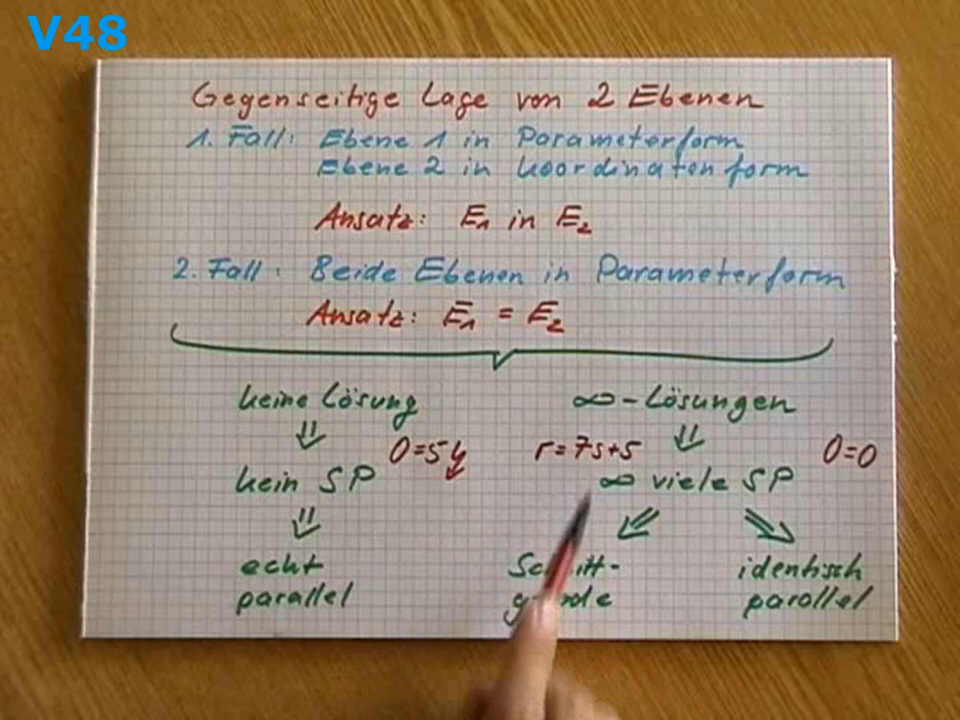 V48
Gegenseitige Lage von 2 Ebenen
1. Fall: Ebene 1 in Parameterform
Ebene 2 in Koordinatenform
Ansatz: E₁ in E₂
2. Fall: Beide Ebenen in Parameterform
Ansatz: E₁ = E₂
keine Lösung ∞-Lösungen
⇓ 0=5 ↯ r=7s+5 ⇓ 0=0
kein SP ∞ viele SP
⇓ ⇙ ⇘
echt identisch
parallel parallel